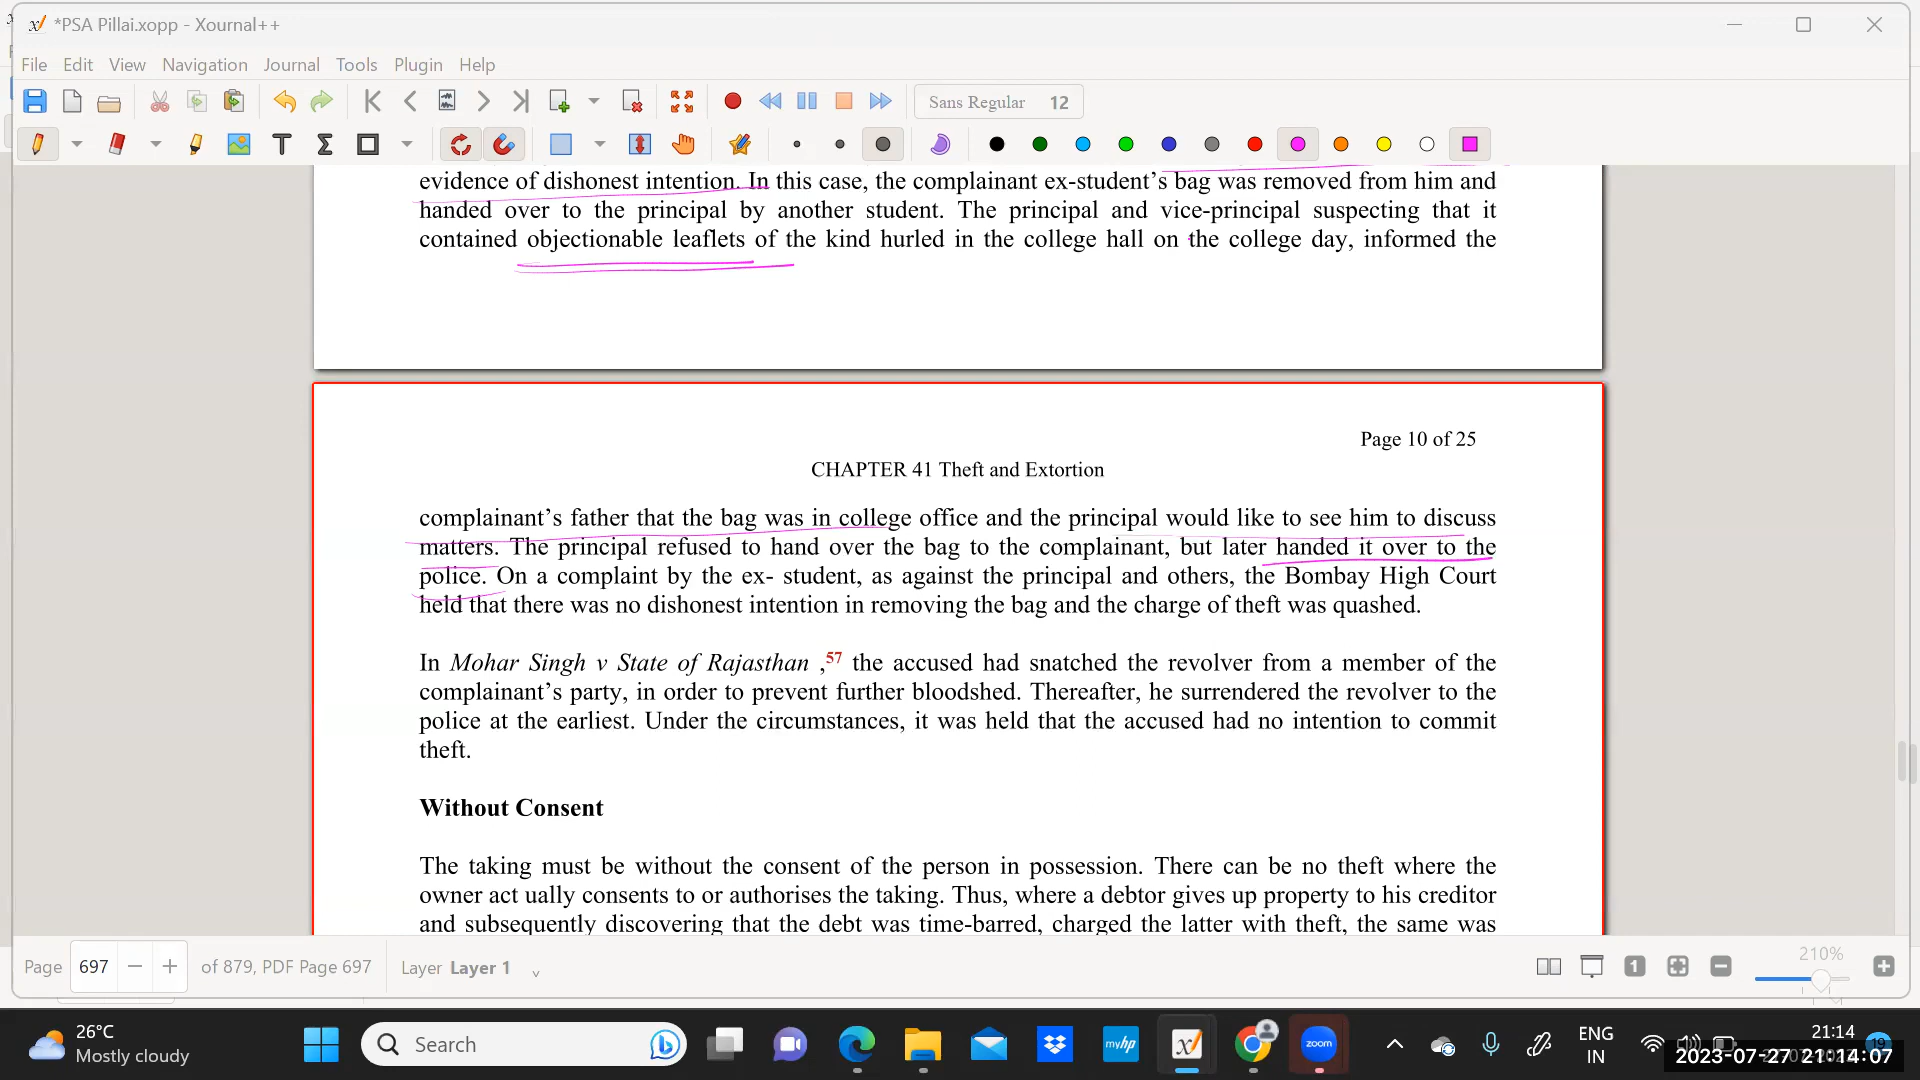 *PSA Pillai.xopp - Xournal++
File Edit View Navigation Journal Tools Plugin Help
Sans Regular 12
evidence of dishonest intention. In this case, the complainant ex-student's bag was removed from him and
handed over to the principal by another student. The principal and vice-principal suspecting that it
contained objectionable leaflets of the kind hurled in the college hall on the college day, informed the
Page 10 of 25
CHAPTER 41 Theft and Extortion
complainant's father that the bag was in college office and the principal would like to see him to discuss
matters. The principal refused to hand over the bag to the complainant, but later handed it over to the
police. On a complaint by the ex- student, as against the principal and others, the Bombay High Court
held that there was no dishonest intention in removing the bag and the charge of theft was quashed.
In Mohar Singh v State of Rajasthan ,57 the accused had snatched the revolver from a member of the
complainant's party, in order to prevent further bloodshed. Thereafter, he surrendered the revolver to the
police at the earliest. Under the circumstances, it was held that the accused had no intention to commit
theft.
Without Consent
The taking must be without the consent of the person in possession. There can be no theft where the
owner act ually consents to or authorises the taking. Thus, where a debtor gives up property to his creditor
and subsequently discovering that the debt was time-barred, charged the latter with theft, the same was
Page 697 of 879, PDF Page 697 Layer Layer 1 210%
26°C
Mostly cloudy
Search
myhp
zoom
ENG
IN
21:14
19
2023-07-27 21:14:07